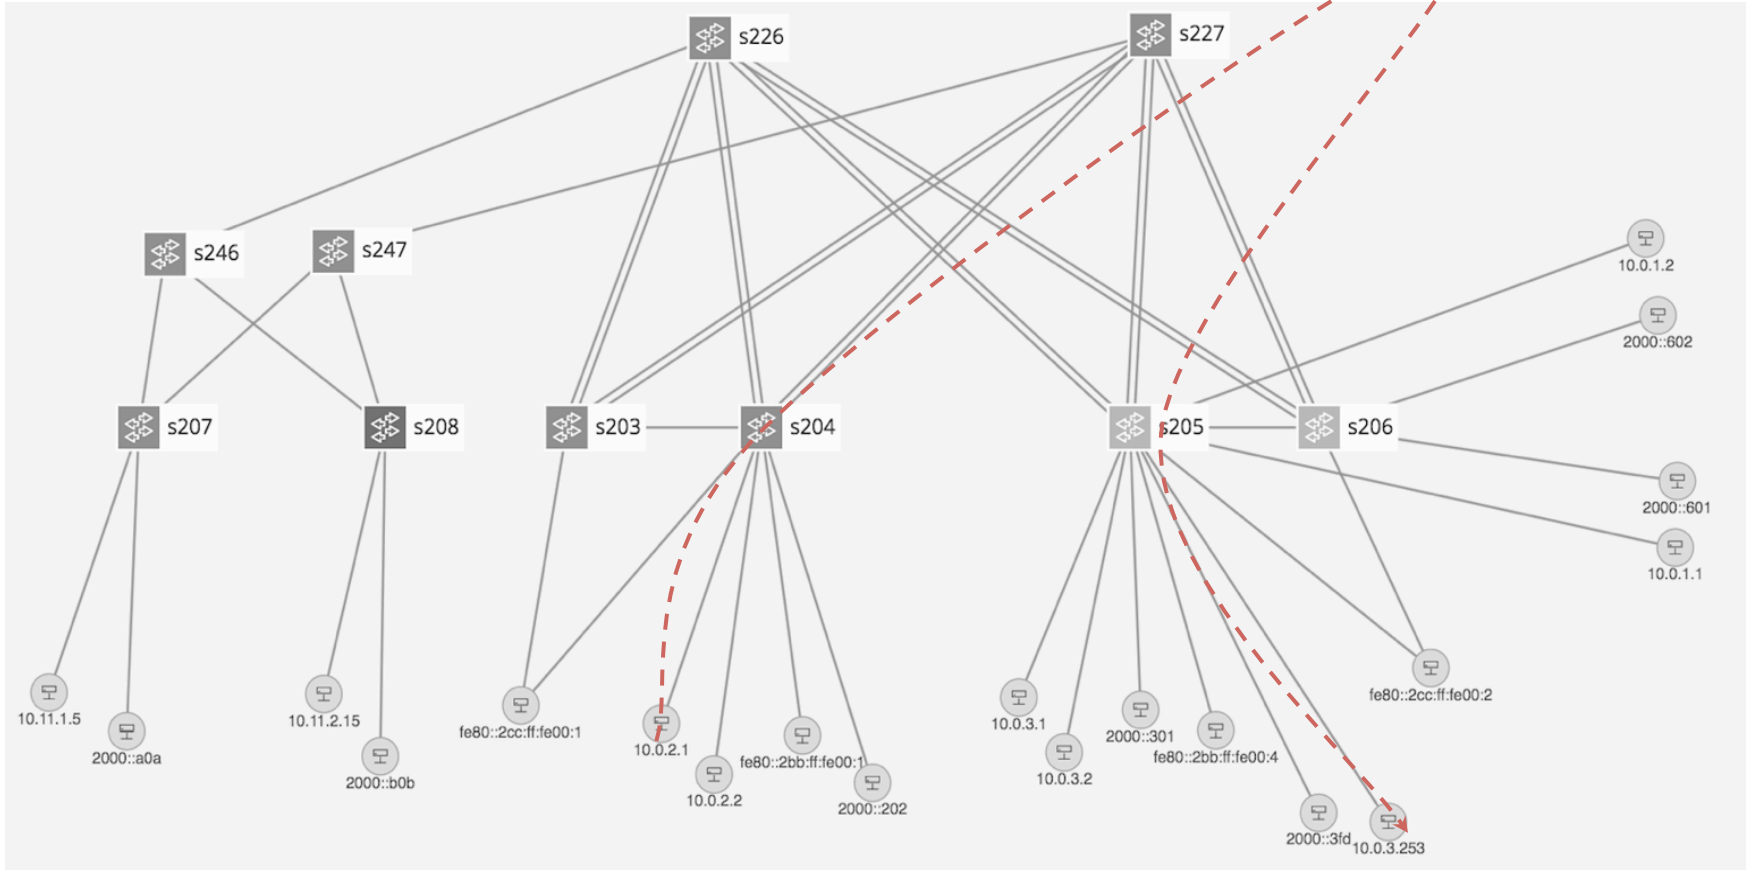 s226
s227
s246
s247
10.0.1.2
2000::602
s207
s208
s203
s204
s205
s206
2000::601
10.0.1.1
10.11.1.5
2000::a0a
10.11.2.15
2000::b0b
fe80::2cc:ff:fe00:1
10.0.2.1
10.0.2.2
fe80::2bb:ff:fe00:1
2000::202
10.0.3.1
10.0.3.2
2000::301
fe80::2bb:ff:fe00:4
fe80::2cc:ff:fe00:2
2000::3fd
10.0.3.253